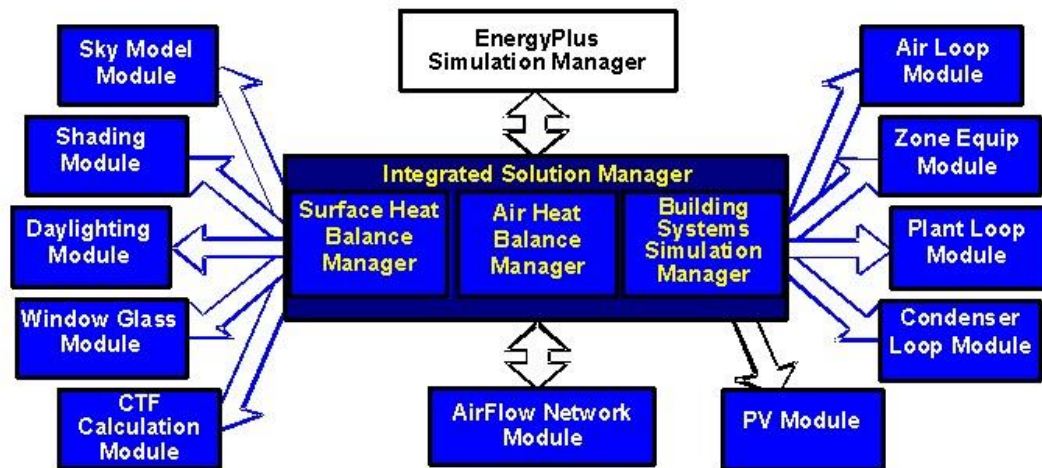 EnergyPlus
Simulation Manager
Sky Model
Module
Shading
Module
Daylighting
Module
Window Glass
Module
CTF
Calculation
Module
Integrated Solution Manager
Surface Heat
Balance
Manager
Air Heat
Balance
Manager
Building
Systems
Simulation
Manager
Air Loop
Module
Zone Equip
Module
Plant Loop
Module
Condenser
Loop Module
AirFlow Network
Module
PV Module